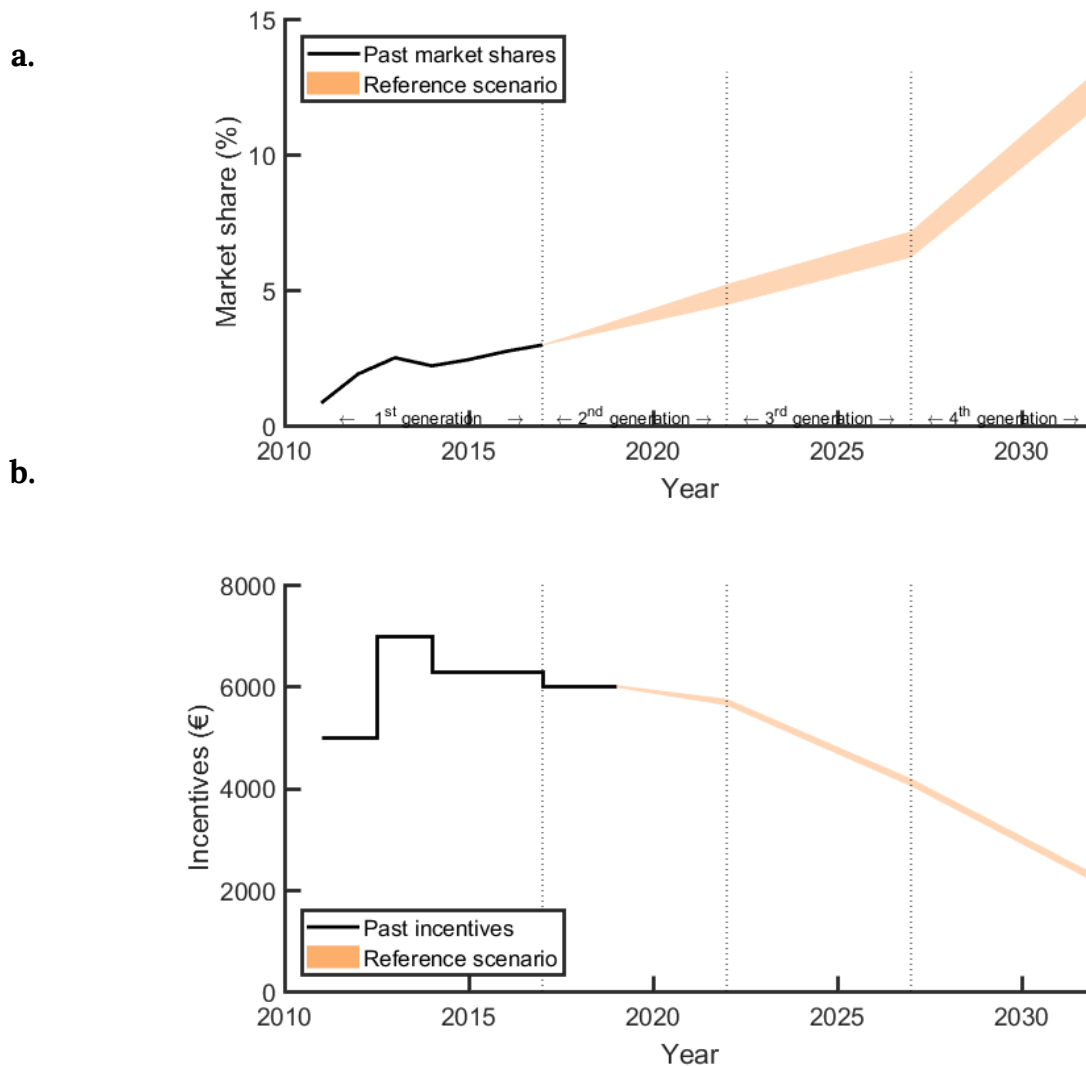 a.
15
10
5
0
Market share (%)
Past market shares
Reference scenario
← 1st generation →
← 2nd generation →
← 3rd generation →
← 4th generation →
2010 2015 2020 2025 2030
Year
b.
8000
6000
4000
2000
0
Incentives (€)
Past incentives
Reference scenario
2010 2015 2020 2025 2030
Year